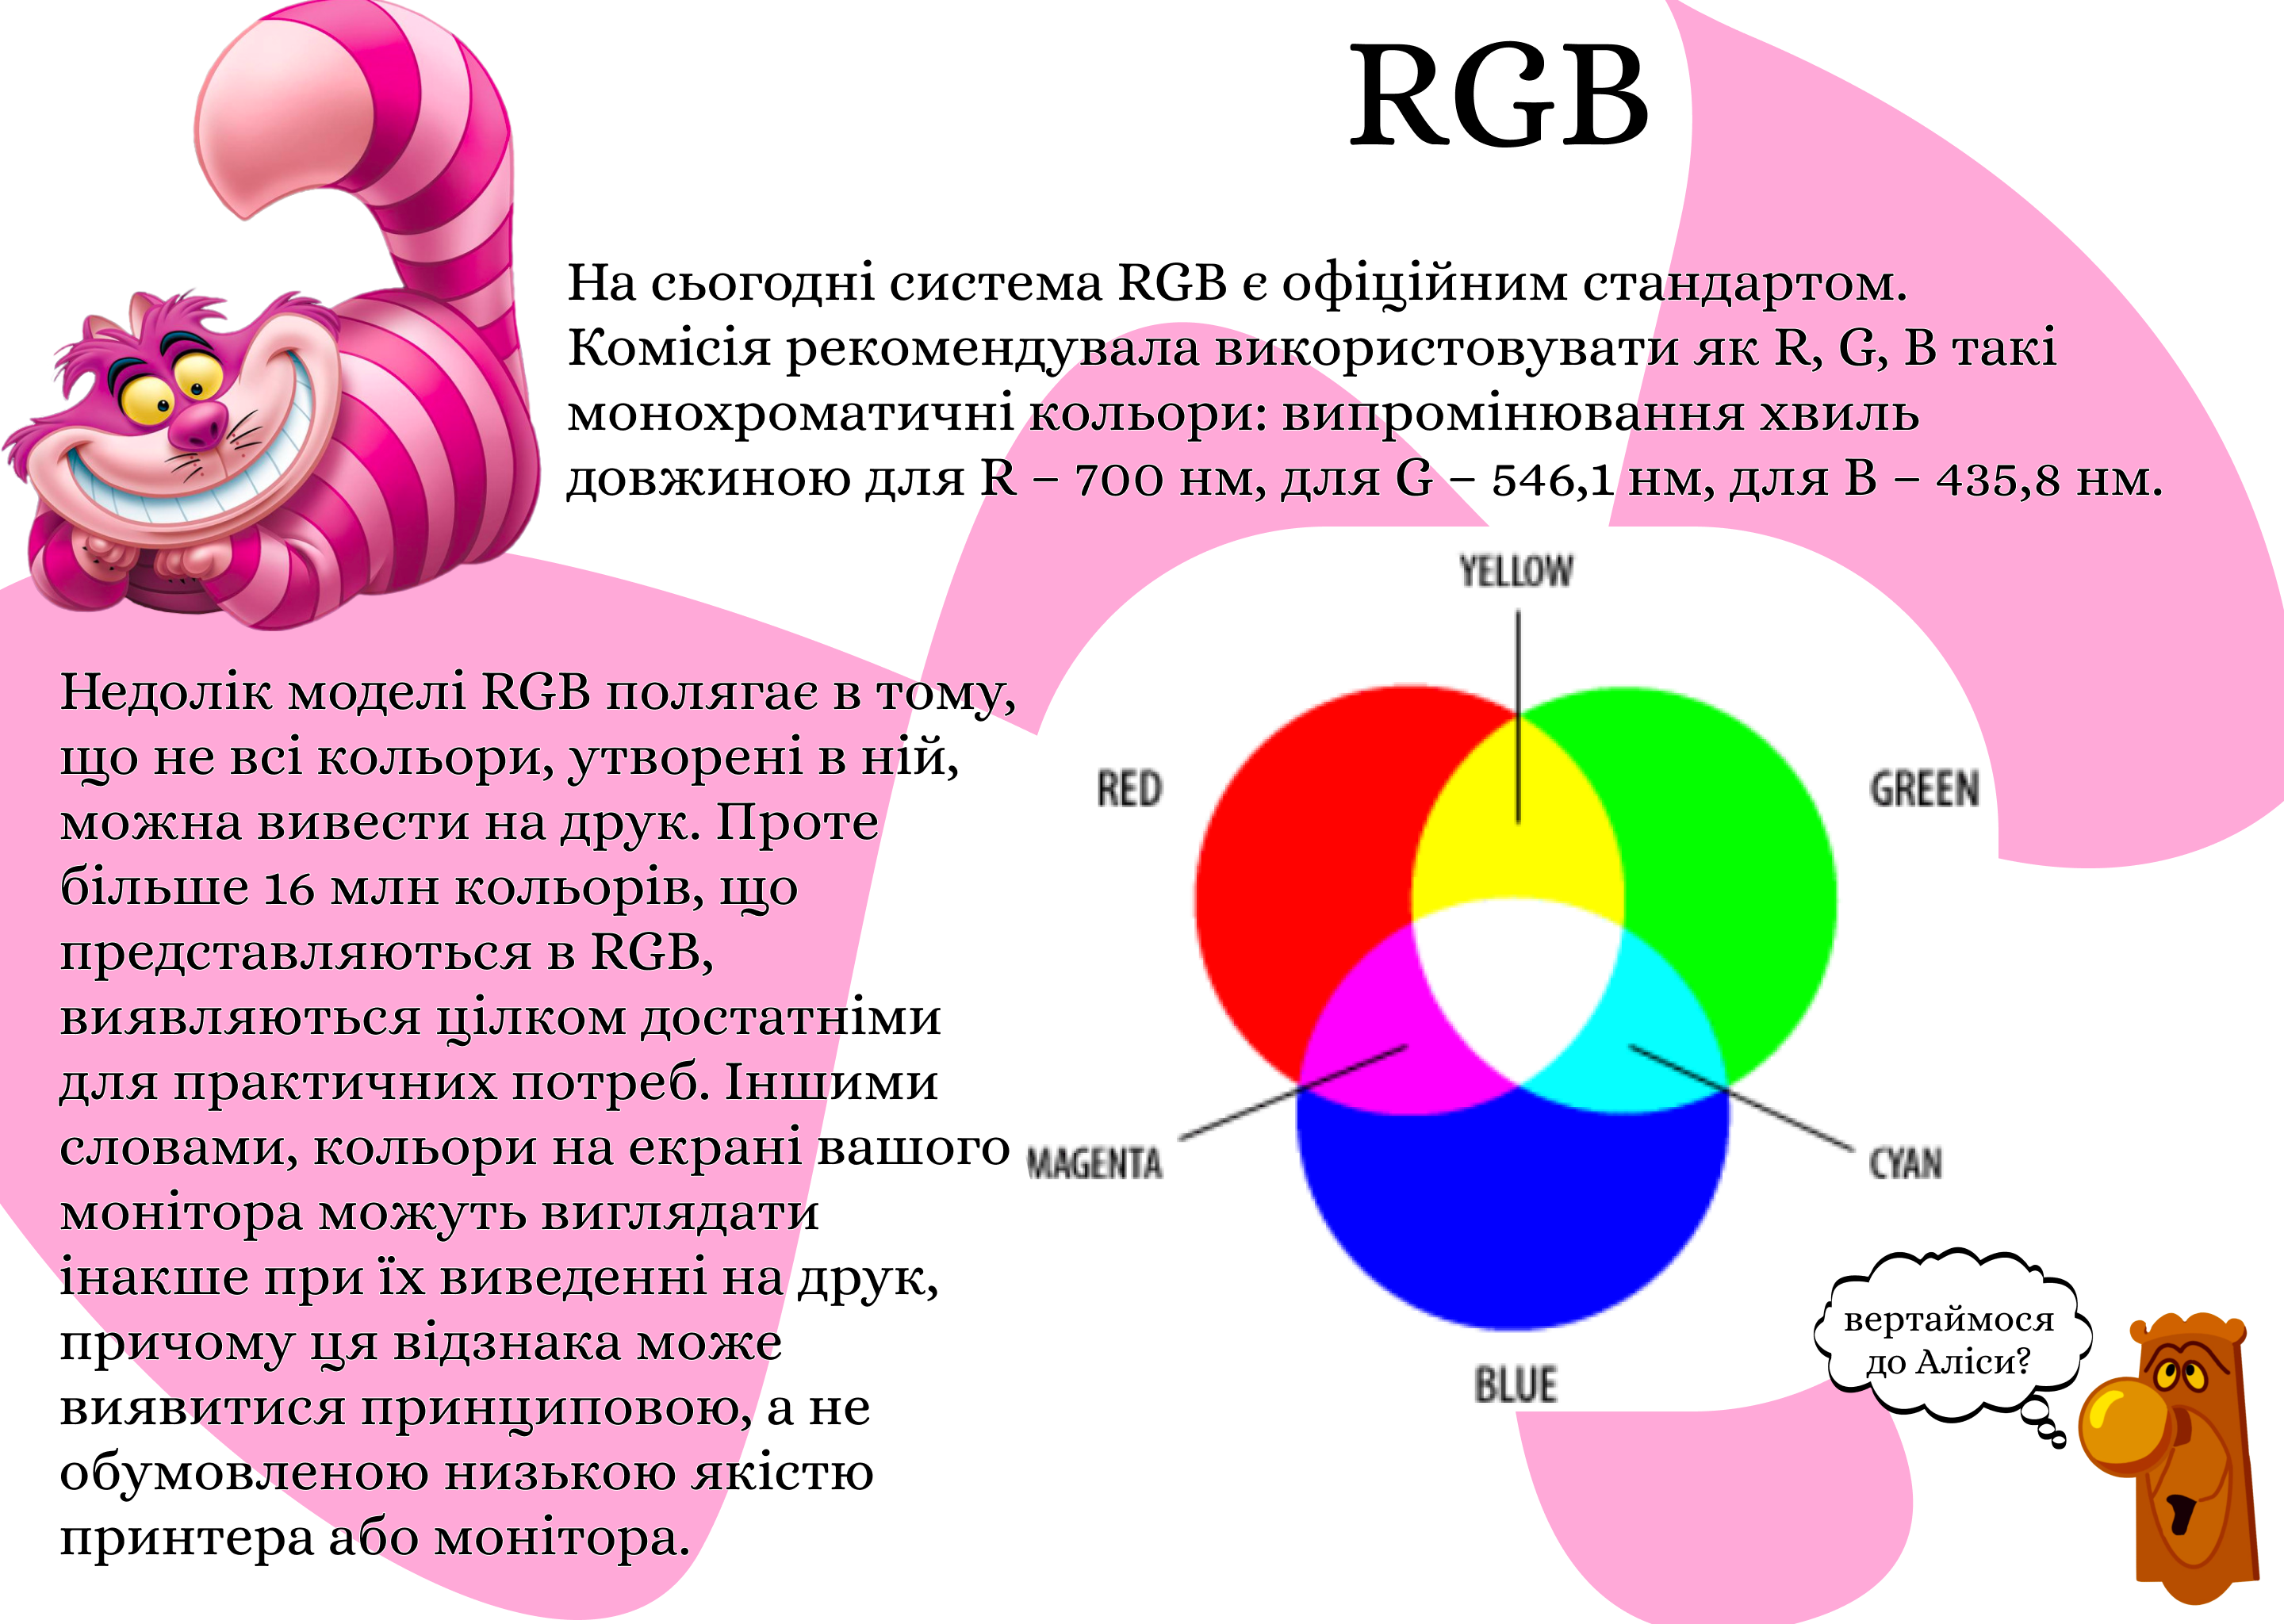 RGB
На сьогодні система RGB є офіційним стандартом.
Комісія рекомендувала використовувати як R, G, B такі
монохроматичні кольори: випромінювання хвиль
довжиною для R – 700 нм, для G – 546,1 нм, для B – 435,8 нм.
Недолік моделі RGB полягає в тому,
що не всі кольори, утворені в ній,
можна вивести на друк. Проте
більше 16 млн кольорів, що
представляються в RGB,
виявляються цілком достатніми
для практичних потреб. Іншими
словами, кольори на екрані вашого
монітора можуть виглядати
інакше при їх виведенні на друк,
причому ця відзнака може
виявитися принциповою, а не
обумовленою низькою якістю
принтера або монітора.
YELLOW
RED
GREEN
MAGENTA
CYAN
BLUE
вертаймося
до Аліси?